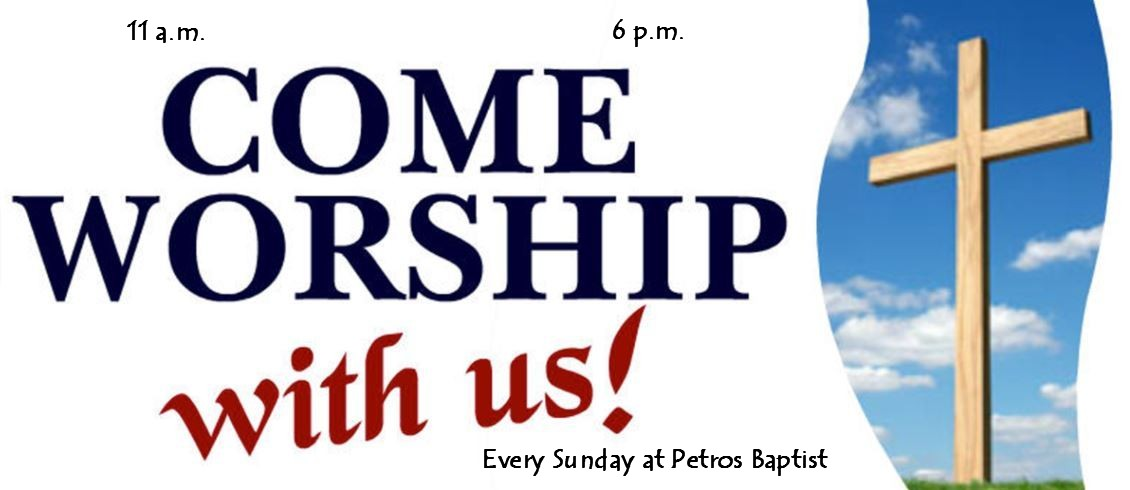 11 a.m. 6 p.m.
COME
WORSHIP
with us!
Every Sunday at Petros Baptist